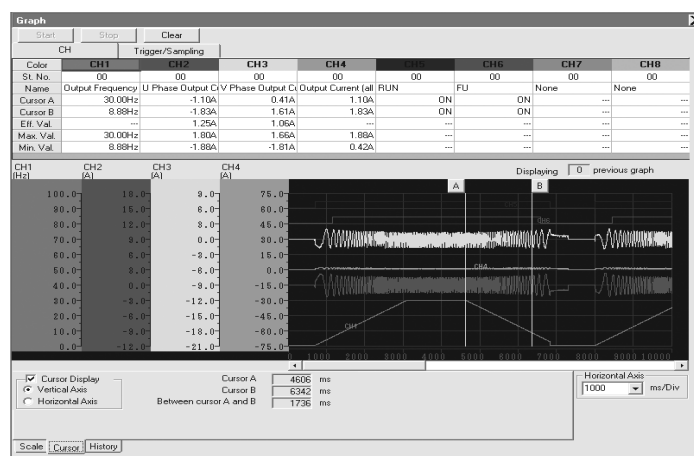 Graph
Start Stop Clear
CH Trigger/Sampling
Color CH1 CH2 CH3 CH4 CH5 CH6 CH7 CH8
St. No. 00 00 00 00 00 00 00 00
Name Output Frequency U Phase Output Cu V Phase Output Cu Output Current (all RUN FU None None
Cursor A 30.00Hz -1.10A 0.41A 1.10A ON ON --- ---
Cursor B 8.88Hz -1.83A 1.61A 1.83A ON ON --- ---
Eff. Val. --- 1.25A 1.06A --- --- --- --- ---
Max. Val. 30.00Hz 1.80A 1.66A 1.88A --- --- --- ---
Min. Val. 8.88Hz -1.88A -1.81A 0.42A --- --- --- ---
CH1 CH2 CH3 CH4
[Hz] [A] [A] [A]
Displaying 0 previous graph
A B
100.0 18.0 9.0 75.0
90.0 15.0 6.0 60.0
80.0 12.0 3.0 45.0
70.0 9.0 0.0 30.0
60.0 6.0 -3.0 15.0
50.0 3.0 -6.0 0.0
40.0 0.0 -9.0 -15.0
30.0 -3.0 -12.0 -30.0
20.0 -6.0 -15.0 -45.0
10.0 -9.0 -18.0 -60.0
0.0 -12.0 -21.0 -75.0
CH6
CH4
CH1
0 1000 2000 3000 4000 5000 6000 7000 8000 9000 10000
Cursor Display
Vertical Axis
Horizontal Axis
Cursor A 4606 ms
Cursor B 6342 ms
Between cursor A and B 1736 ms
Horizontal Axis
1000 ms/Div
Scale Cursor History